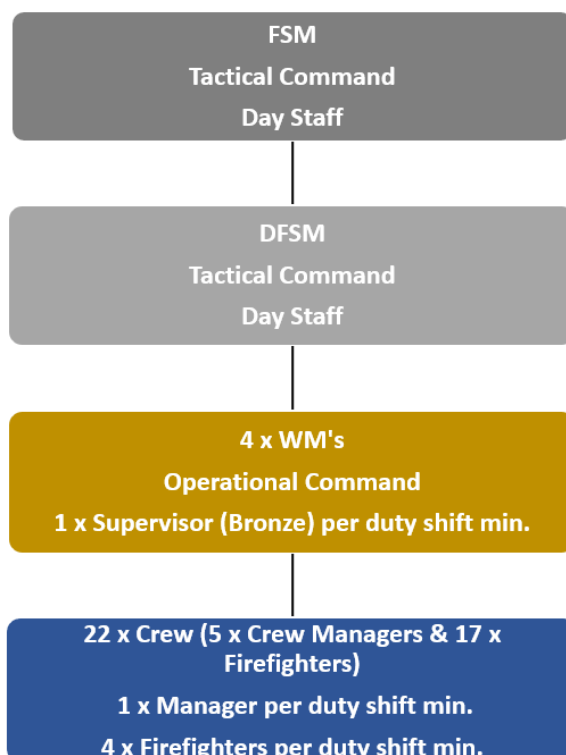 FSM
Tactical Command
Day Staff
DFSM
Tactical Command
Day Staff
4 x WM's
Operational Command
1 x Supervisor (Bronze) per duty shift min.
22 x Crew (5 x Crew Managers & 17 x
Firefighters)
1 x Manager per duty shift min.
4 x Firefighters per duty shift min.